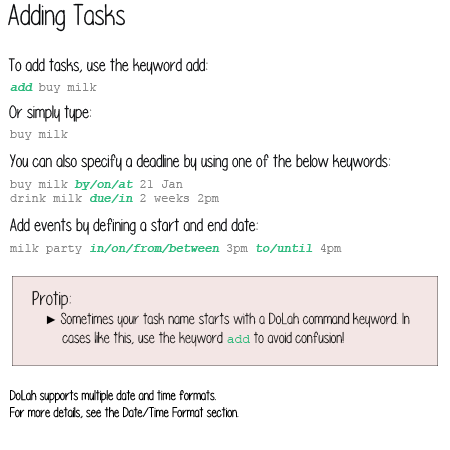 Adding Tasks
To add tasks, use the keyword add:
add buy milk
Or simply type:
buy milk
You can also specify a deadline by using one of the below keywords:
buy milk by/on/at 21 Jan
drink milk due/in 2 weeks 2pm
Add events by defining a start and end date:
milk party in/on/from/between 3pm to/until 4pm
Protip:
► Sometimes your task name starts with a DoLah command keyword. In
cases like this, use the keyword add to avoid confusion!
DoLah supports multiple date and time formats.
For more details, see the Date/Time Format section.